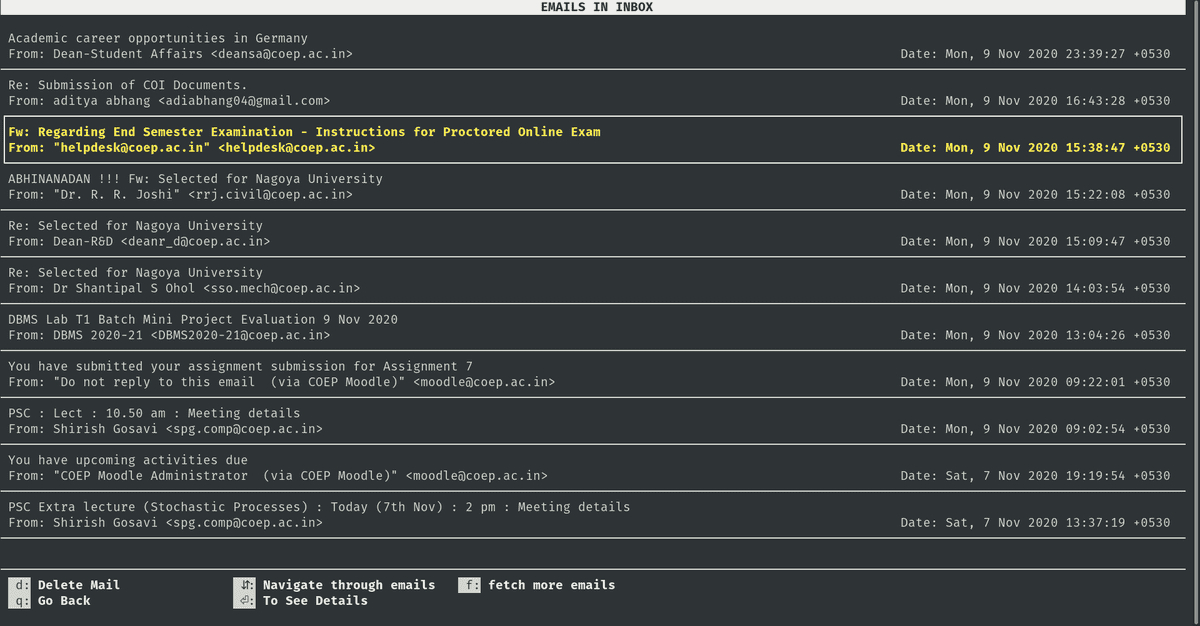 EMAILS IN INBOX
Academic career opportunities in Germany
From: Dean-Student Affairs <deansa@coep.ac.in> Date: Mon, 9 Nov 2020 23:39:27 +0530
Re: Submission of COI Documents.
From: aditya abhang <adiabhang04@gmail.com> Date: Mon, 9 Nov 2020 16:43:28 +0530
Fw: Regarding End Semester Examination - Instructions for Proctored Online Exam
From: "helpdesk@coep.ac.in" <helpdesk@coep.ac.in> Date: Mon, 9 Nov 2020 15:38:47 +0530
ABHINANADAN !!! Fw: Selected for Nagoya University
From: "Dr. R. R. Joshi" <rrj.civil@coep.ac.in> Date: Mon, 9 Nov 2020 15:22:08 +0530
Re: Selected for Nagoya University
From: Dean-R&D <deanr_d@coep.ac.in> Date: Mon, 9 Nov 2020 15:09:47 +0530
Re: Selected for Nagoya University
From: Dr Shantipal S Ohol <sso.mech@coep.ac.in> Date: Mon, 9 Nov 2020 14:03:54 +0530
DBMS Lab T1 Batch Mini Project Evaluation 9 Nov 2020
From: DBMS 2020-21 <DBMS2020-21@coep.ac.in> Date: Mon, 9 Nov 2020 13:04:26 +0530
You have submitted your assignment submission for Assignment 7
From: "Do not reply to this email  (via COEP Moodle)" <moodle@coep.ac.in> Date: Mon, 9 Nov 2020 09:22:01 +0530
PSC : Lect : 10.50 am : Meeting details
From: Shirish Gosavi <spg.comp@coep.ac.in> Date: Mon, 9 Nov 2020 09:02:54 +0530
You have upcoming activities due
From: "COEP Moodle Administrator  (via COEP Moodle)" <moodle@coep.ac.in> Date: Sat, 7 Nov 2020 19:19:54 +0530
PSC Extra lecture (Stochastic Processes) : Today (7th Nov) : 2 pm : Meeting details
From: Shirish Gosavi <spg.comp@coep.ac.in> Date: Sat, 7 Nov 2020 13:37:19 +0530
d: Delete Mail ⇵: Navigate through emails f: fetch more emails
q: Go Back ⏎: To See Details